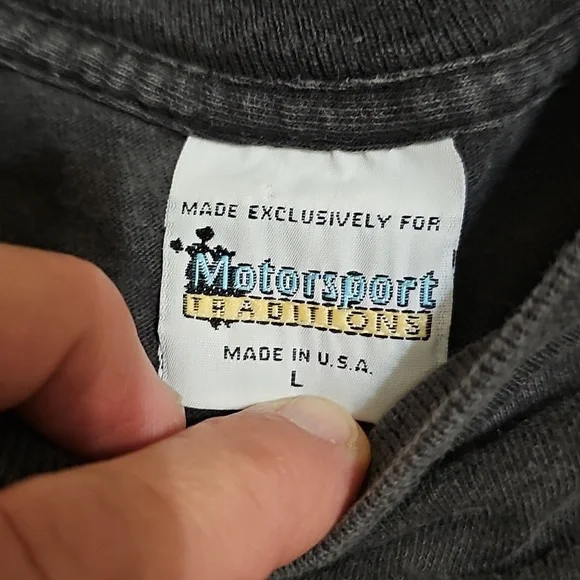 MADE EXCLUSIVELY FOR
Motorsport
TRADITIONS
MADE IN U.S.A.
L